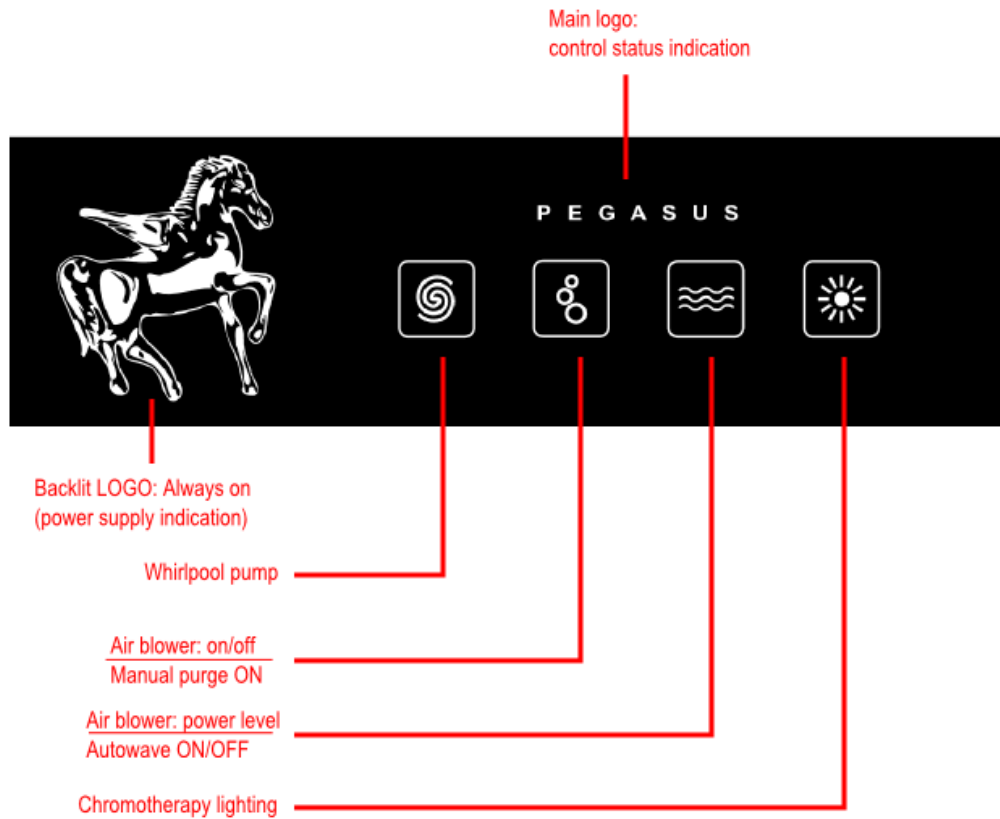 Main logo:
control status indication
PEGASUS
Backlit LOGO: Always on
(power supply indication)
Whirlpool pump
Air blower: on/off
Manual purge ON
Air blower: power level
Autowave ON/OFF
Chromotherapy lighting